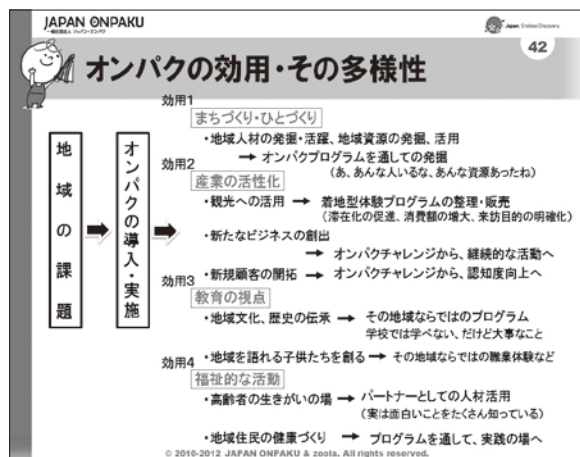 JAPAN ONPAKU
一般社団法人 ジャパン・オンパク
Japan. Endless Discovery
42
オンパクの効用・その多様性
地域の課題
オンパクの導入・実施
効用1
まちづくり・ひとづくり
・地域人材の発掘・活躍、地域資源の発掘、活用
→ オンパクプログラムを通しての発掘
(あ、あんな人いるな、あんな資源あったね)
効用2
産業の活性化
・観光への活用 → 着地型体験プログラムの整理・販売
(滞在化の促進、消費額の増大、来訪目的の明確化)
・新たなビジネスの創出
→ オンパクチャレンジから、継続的な活動へ
・新規顧客の開拓 → オンパクチャレンジから、認知度向上へ
効用3
教育の視点
・地域文化、歴史の伝承 → その地域ならではのプログラム
学校では学べない、だけど大事なこと
・地域を語れる子供たちを創る → その地域ならではの職業体験など
効用4
福祉的な活動
・高齢者の生きがいの場 → パートナーとしての人材活用
(実は面白いことをたくさん知っている)
・地域住民の健康づくり → プログラムを通して、実践の場へ
© 2010-2012 JAPAN ONPAKU & zoola. All rights reserved.